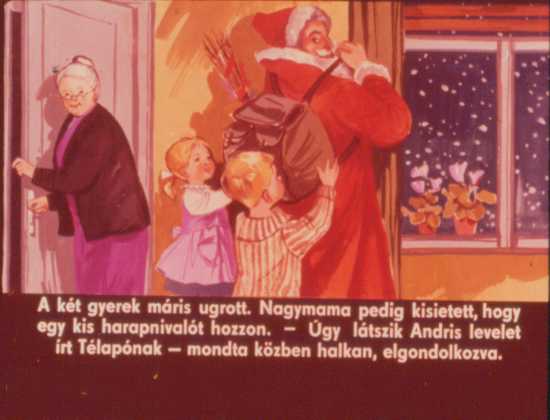 A két gyerek máris ugrott. Nagymama pedig kisietett, hogy
egy kis harapnivalót hozzon. – Úgy látszik Andris levelet
írt Télapónak – mondta közben halkan, elgondolkozva.